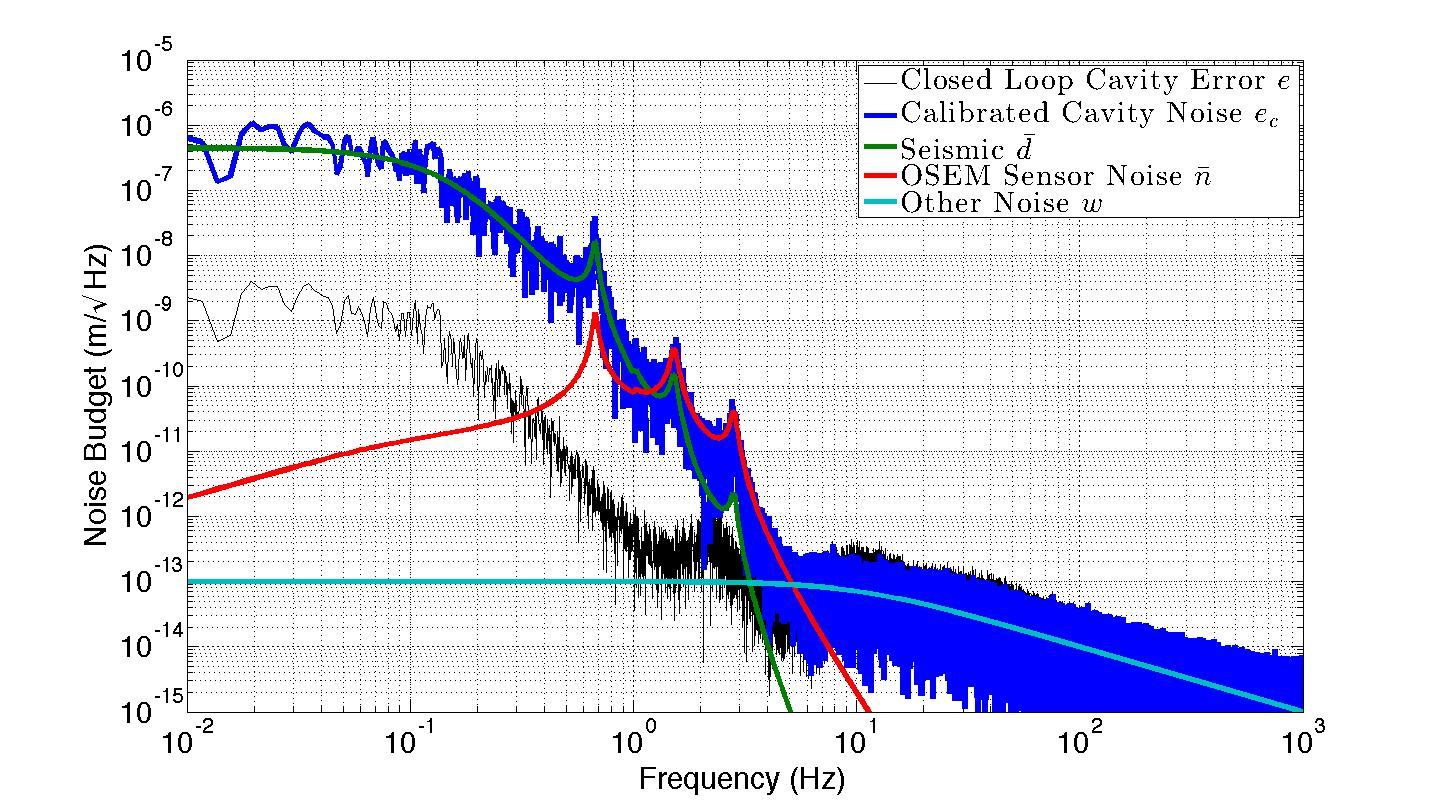 10^-5
10^-6
10^-7
10^-8
10^-9
10^-10
10^-11
10^-12
10^-13
10^-14
10^-15
Noise Budget (m/√Hz)
Closed Loop Cavity Error e
Calibrated Cavity Noise e_c
Seismic d̄
OSEM Sensor Noise n̄
Other Noise w
10^-2 10^-1 10^0 10^1 10^2 10^3
Frequency (Hz)